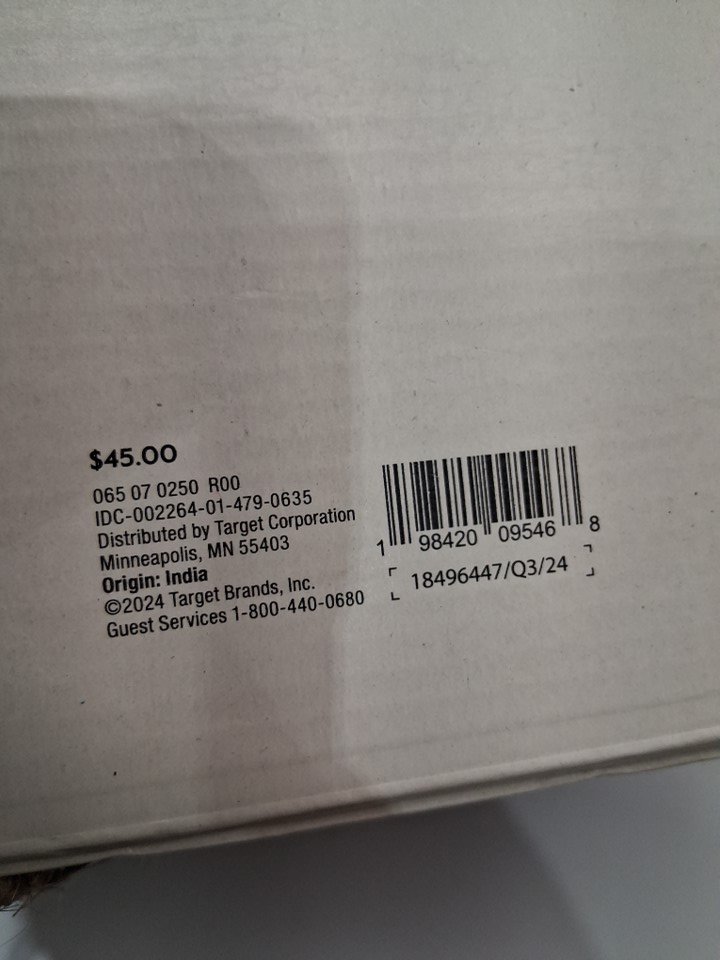 $45.00
065 07 0250 R00
IDC-002264-01-479-0635
Distributed by Target Corporation
Minneapolis, MN 55403
Origin: India
©2024 Target Brands, Inc.
Guest Services 1-800-440-0680
1 98420 09546 8
18496447/Q3/24